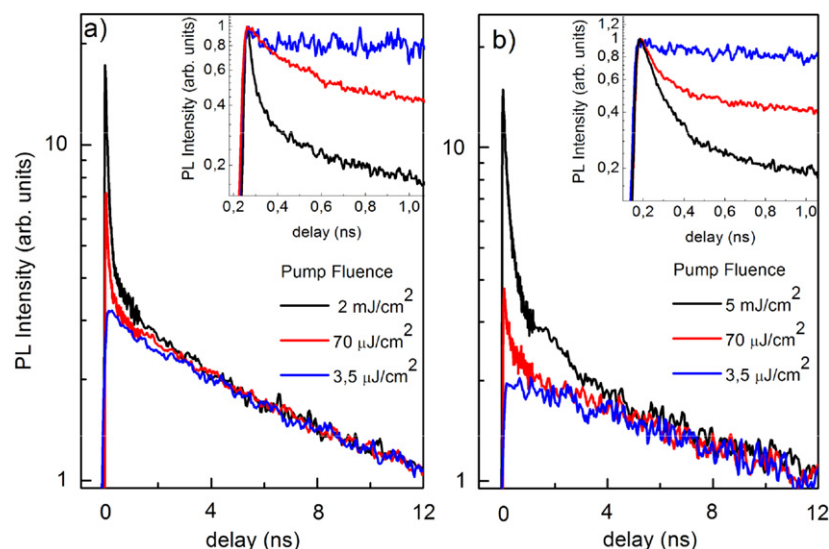 a)
PL Intensity (arb. units)
10
1
0 4 8 12
delay (ns)
PL Intensity (arb. units)
1
0,8
0,6
0,4
0,2
0,2 0,4 0,6 0,8 1,0
delay (ns)
Pump Fluence
2 mJ/cm2
70 μJ/cm2
3,5 μJ/cm2
b)
PL Intensity (arb. units)
10
1
0 4 8 12
delay (ns)
PL Intensity (arb. units)
1,2
1
0,8
0,6
0,4
0,2
0,2 0,4 0,6 0,8 1,0
delay (ns)
Pump Fluence
5 mJ/cm2
70 μJ/cm2
3,5 μJ/cm2